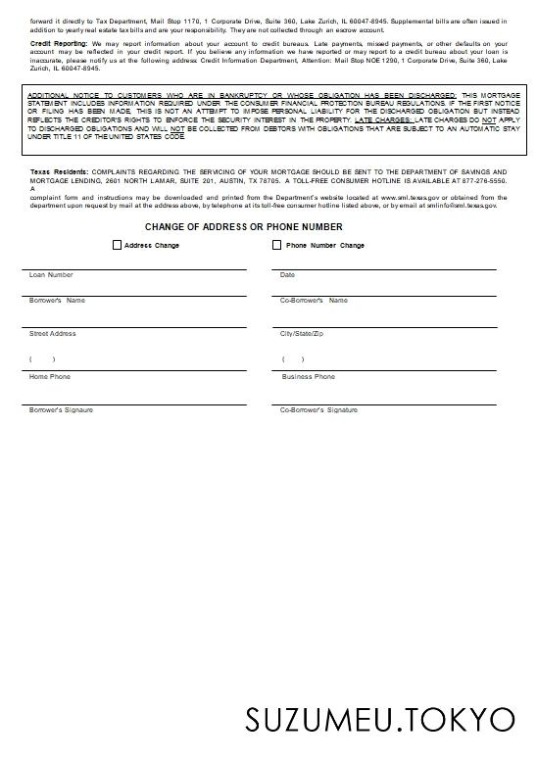 forward it directly to Tax Department, Mail Stop 1170, 1 Corporate Drive, Suite 360, Lake Zurich, IL 60047-8945. Supplemental bills are often issued in
addition to yearly real estate tax bills and are your responsibility. They are not collected through an escrow account.
Credit Reporting: We may report information about your account to credit bureaus. Late payments, missed payments, or other defaults on your
account may be reflected in your credit report. If you believe any information we have reported or may report to a credit bureau about your loan is
inaccurate, please notify us at the following address Credit Information Department, Attention: Mail Stop NOE 1290, 1 Corporate Drive, Suite 360, Lake
Zurich, IL 60047-8945.
ADDITIONAL NOTICE TO CUSTOMERS WHO ARE IN BANKRUPTCY OR WHOSE OBLIGATION HAS BEEN DISCHARGED: THIS MORTGAGE
STATEMENT INCLUDES INFORMATION REQUIRED UNDER THE CONSUMER FINANCIAL PROTECTION BUREAU REGULATIONS. IF THE FIRST NOTICE
OR FILING HAS BEEN MADE, THIS IS NOT AN ATTEMPT TO IMPOSE PERSONAL LIABILITY FOR THE DISCHARGED OBLIGATION BUT INSTEAD
REFLECTS THE CREDITOR'S RIGHTS TO ENFORCE THE SECURITY INTEREST IN THE PROPERTY. LATE CHARGES: LATE CHARGES DO NOT APPLY
TO DISCHARGED OBLIGATIONS AND WILL NOT BE COLLECTED FROM DEBTORS WITH OBLIGATIONS THAT ARE SUBJECT TO AN AUTOMATIC STAY
UNDER TITLE 11 OF THE UNITED STATES CODE.
Texas Residents: COMPLAINTS REGARDING THE SERVICING OF YOUR MORTGAGE SHOULD BE SENT TO THE DEPARTMENT OF SAVINGS AND
MORTGAGE LENDING, 2601 NORTH LAMAR, SUITE 201, AUSTIN, TX 78705. A TOLL-FREE CONSUMER HOTLINE IS AVAILABLE AT 877-276-5550.
A
complaint form and instructions may be downloaded and printed from the Department's website located at www.sml.texas.gov or obtained from the
department upon request by mail at the address above, by telephone at its toll-free consumer hotline listed above, or by email at smlinfo@sml.texas.gov.
CHANGE OF ADDRESS OR PHONE NUMBER
Address Change Phone Number Change
Loan Number Date
Borrower's Name Co-Borrower's Name
Street Address City/State/Zip
( ) ( )
Home Phone Business Phone
Borrower's Signaure Co-Borrower's Signature
SUZUMEU.TOKYO